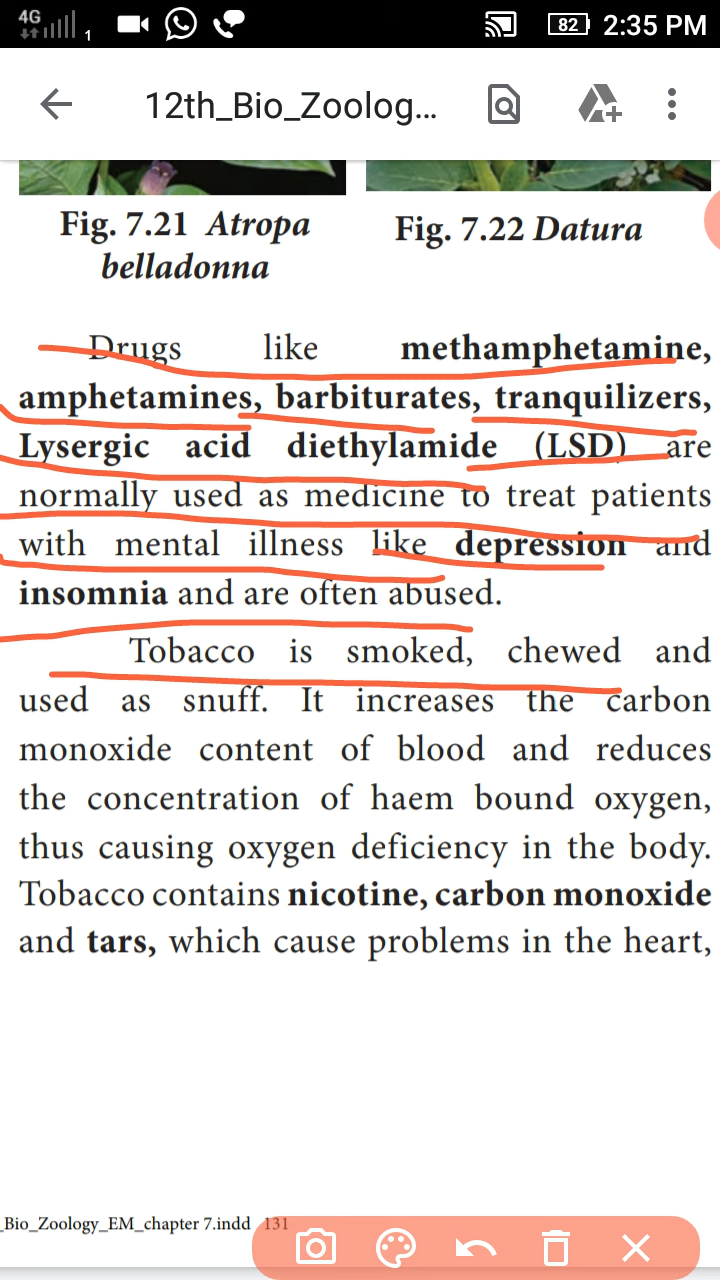 4G 1 82 2:35 PM
12th_Bio_Zoolog...
Fig. 7.21 Atropa
belladonna
Fig. 7.22 Datura
Drugs like methamphetamine,
amphetamines, barbiturates, tranquilizers,
Lysergic acid diethylamide (LSD) are
normally used as medicine to treat patients
with mental illness like depression and
insomnia and are often abused.
Tobacco is smoked, chewed and
used as snuff. It increases the carbon
monoxide content of blood and reduces
the concentration of haem bound oxygen,
thus causing oxygen deficiency in the body.
Tobacco contains nicotine, carbon monoxide
and tars, which cause problems in the heart,
_Bio_Zoology_EM_chapter 7.indd 131